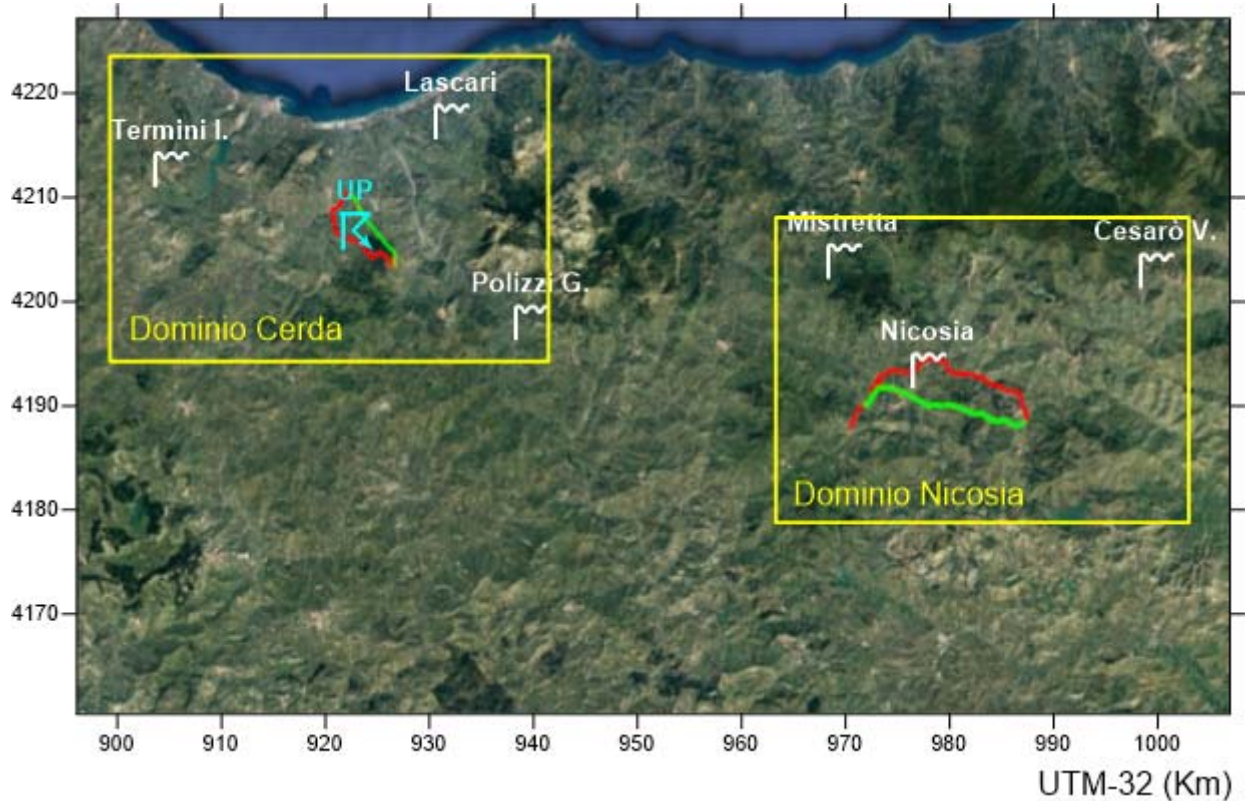 4220
4210
4200
4190
4180
4170
Lascari
Termini I.
UP
Polizzi G.
Dominio Cerda
Mistretta
Cesarò V.
Nicosia
Dominio Nicosia
900 910 920 930 940 950 960 970 980 990 1000
UTM-32 (Km)